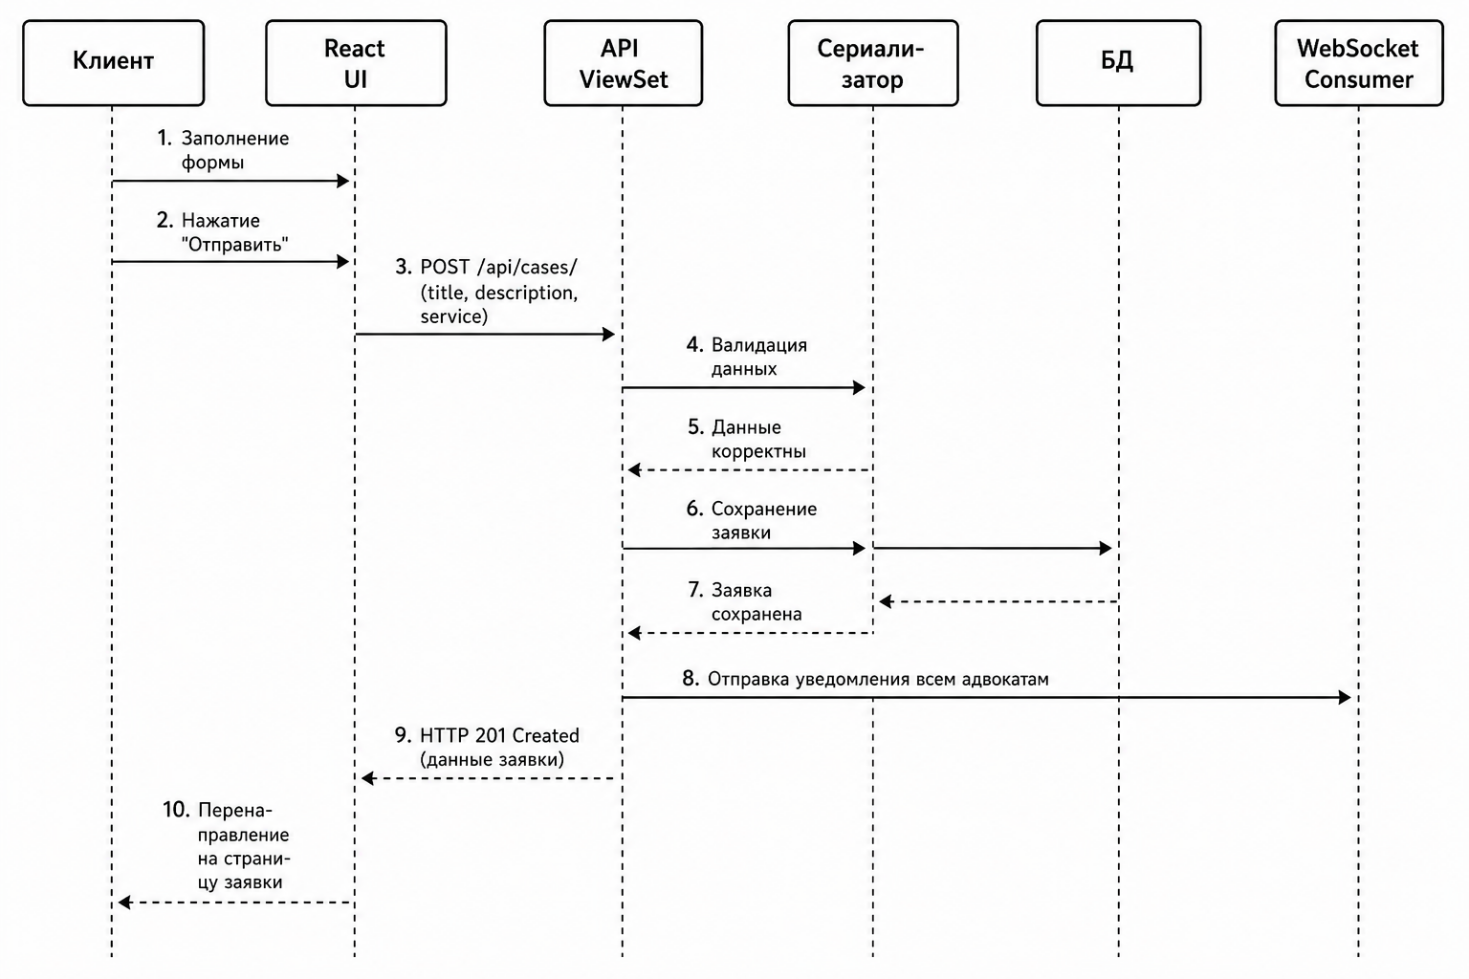 Клиент
React
UI
API
ViewSet
Сериали-
затор
БД
WebSocket
Consumer
1. Заполнение
формы
2. Нажатие
"Отправить"
3. POST /api/cases/
(title, description,
service)
4. Валидация
данных
5. Данные
корректны
6. Сохранение
заявки
7. Заявка
сохранена
8. Отправка уведомления всем адвокатам
9. HTTP 201 Created
(данные заявки)
10. Перена-
правление
на страни-
цу заявки